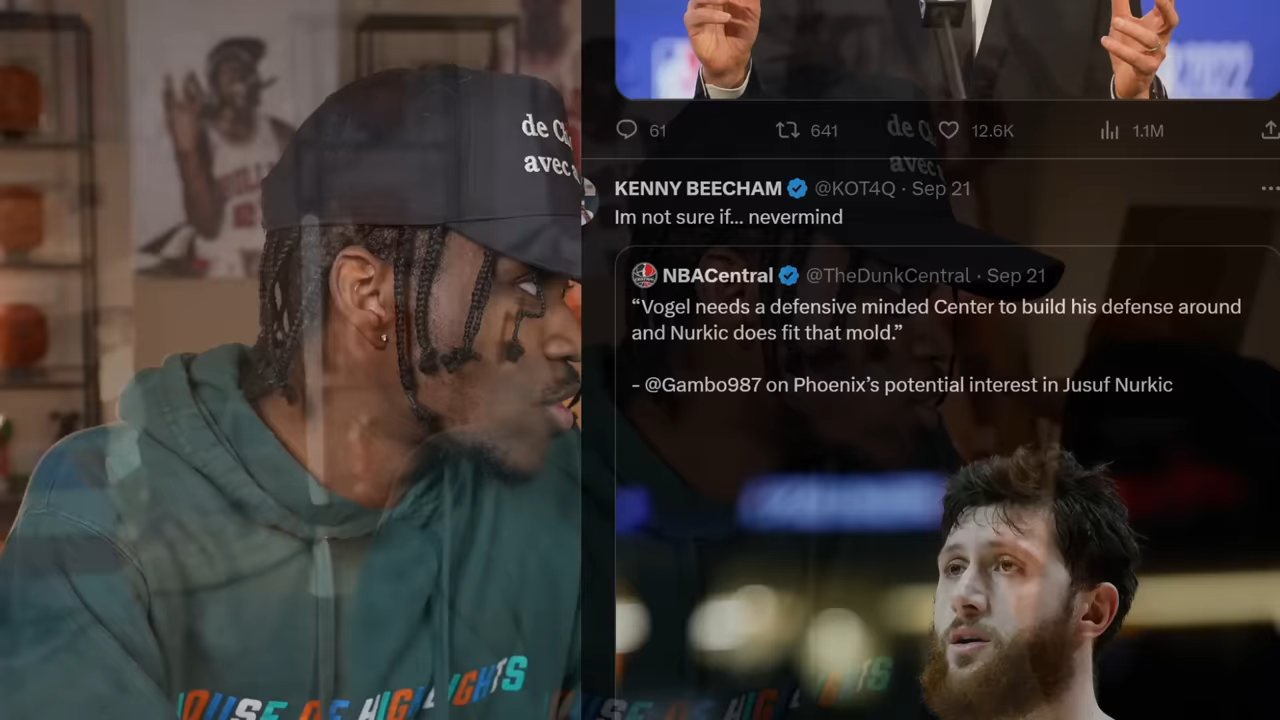 de C
avec
61
641
12.6K
1.1M
KENNY BEECHAM @KOT4Q · Sep 21
Im not sure if... nevermind
NBACentral @TheDunkCentral · Sep 21
“Vogel needs a defensive minded Center to build his defense around
and Nurkic does fit that mold.”
- @Gambo987 on Phoenix’s potential interest in Jusuf Nurkic
HOUSE OF HIGHLIGHTS